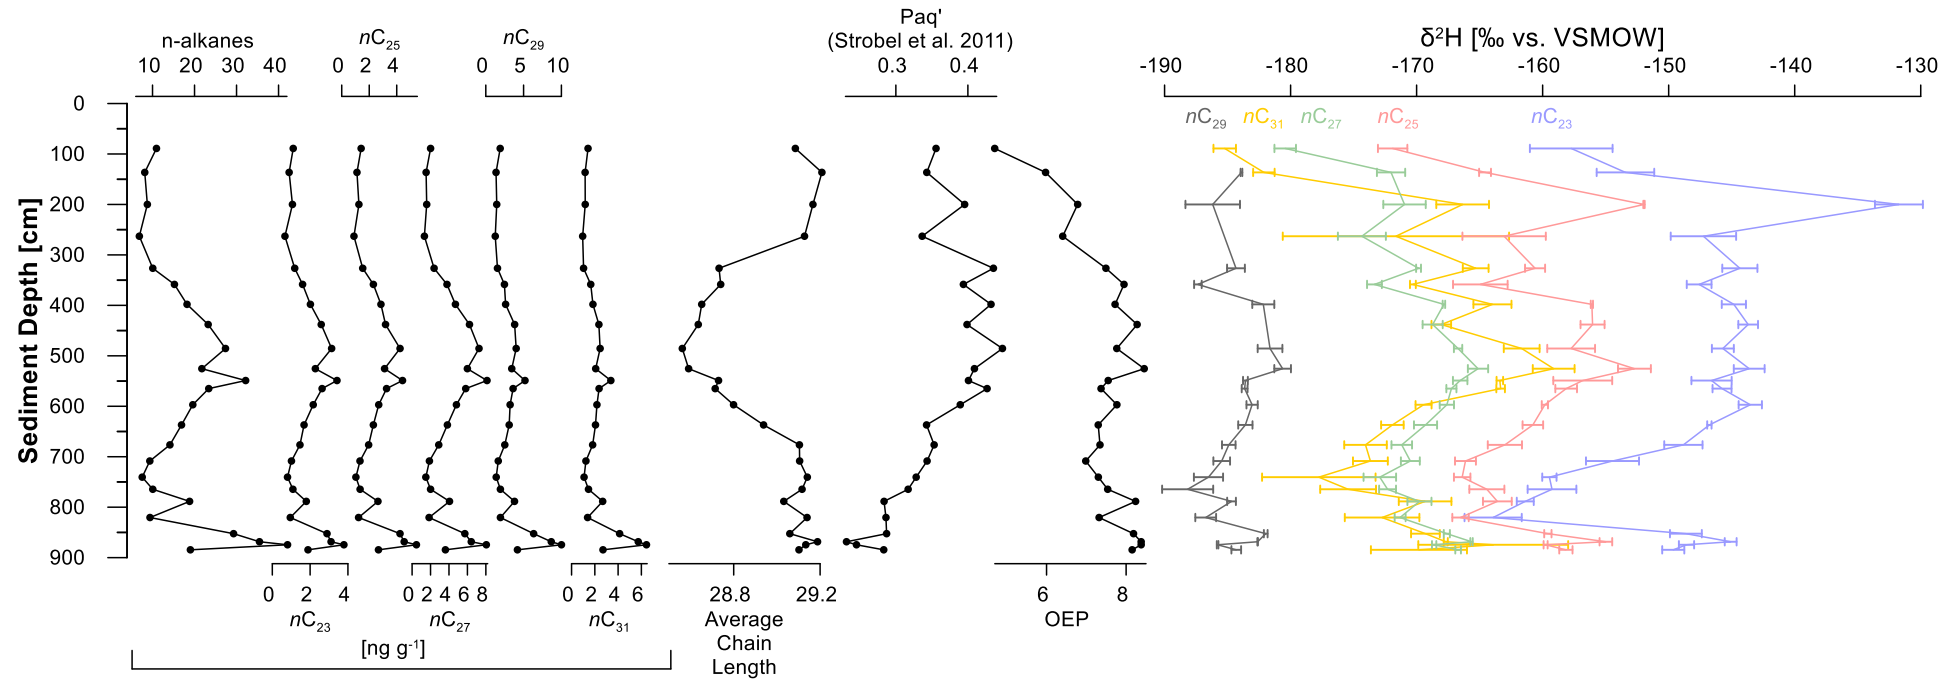 Paq'
n-alkanes nC₂₅ nC₂₉ (Strobel et al. 2011) δ²H [‰ vs. VSMOW]
10 20 30 40 0 2 4 0 5 10 0.3 0.4 -190 -180 -170 -160 -150 -140 -130
0
nC₂₉ nC₃₁ nC₂₇ nC₂₅ nC₂₃
100
200
300
400
500
600
700
800
900
Sediment Depth [cm]
0 2 4 0 2 4 6 8 0 2 4 6 28.8 29.2 6 8
nC₂₃ nC₂₇ nC₃₁ Average OEP
Chain
[ng g⁻¹]
Length